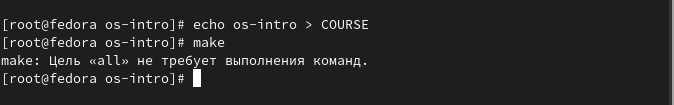 [root@fedora os-intro]# echo os-intro > COURSE
[root@fedora os-intro]# make
make: Цель «all» не требует выполнения команд.
[root@fedora os-intro]#